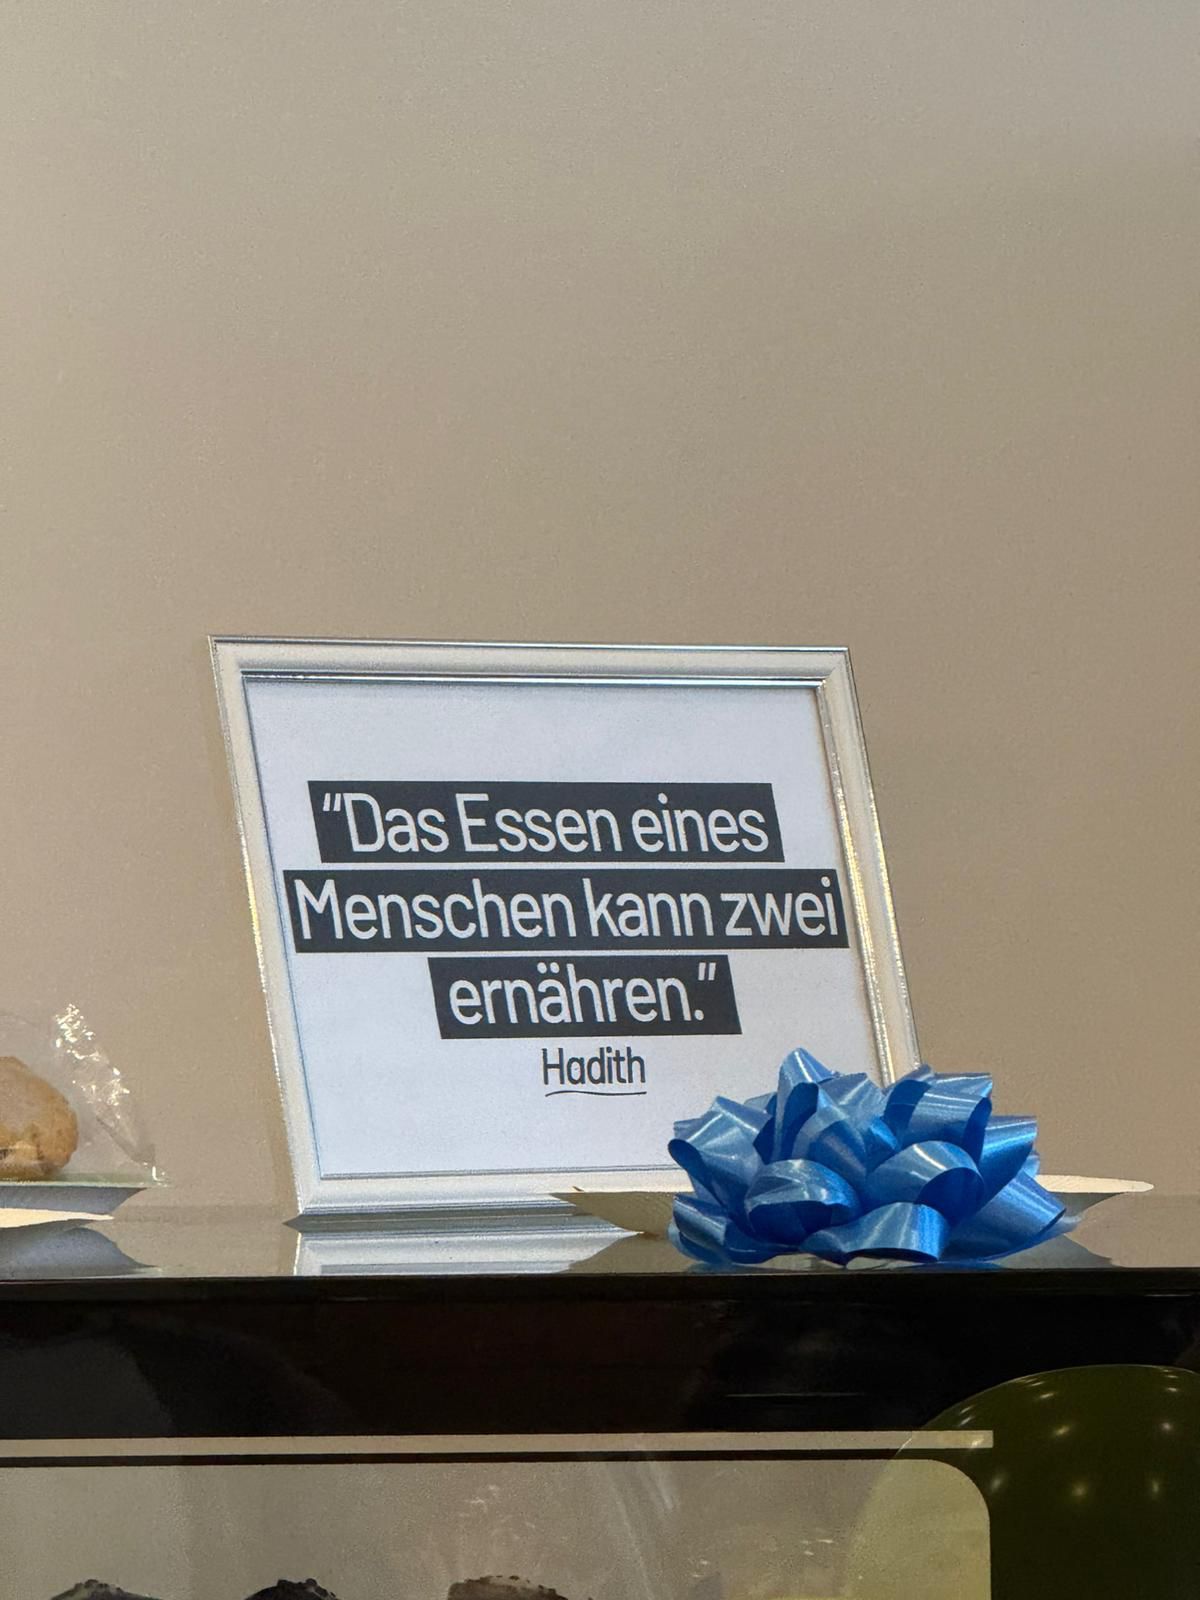 "Das Essen eines
Menschen kann zwei
ernähren."
Hadith